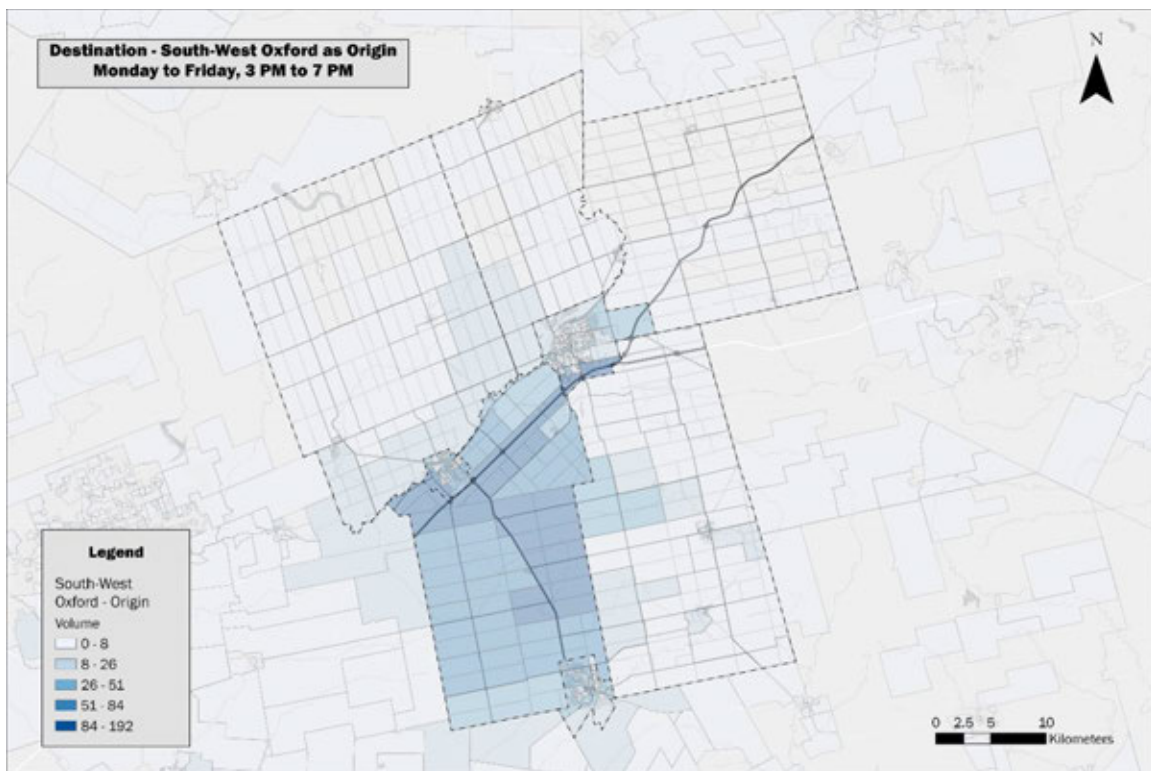 Destination - South-West Oxford as Origin
Monday to Friday, 3 PM to 7 PM
N
Legend
South-West
Oxford - Origin
Volume
0 - 8
8 - 26
26 - 51
51 - 84
84 - 192
0 2.5 5 10
Kilometers